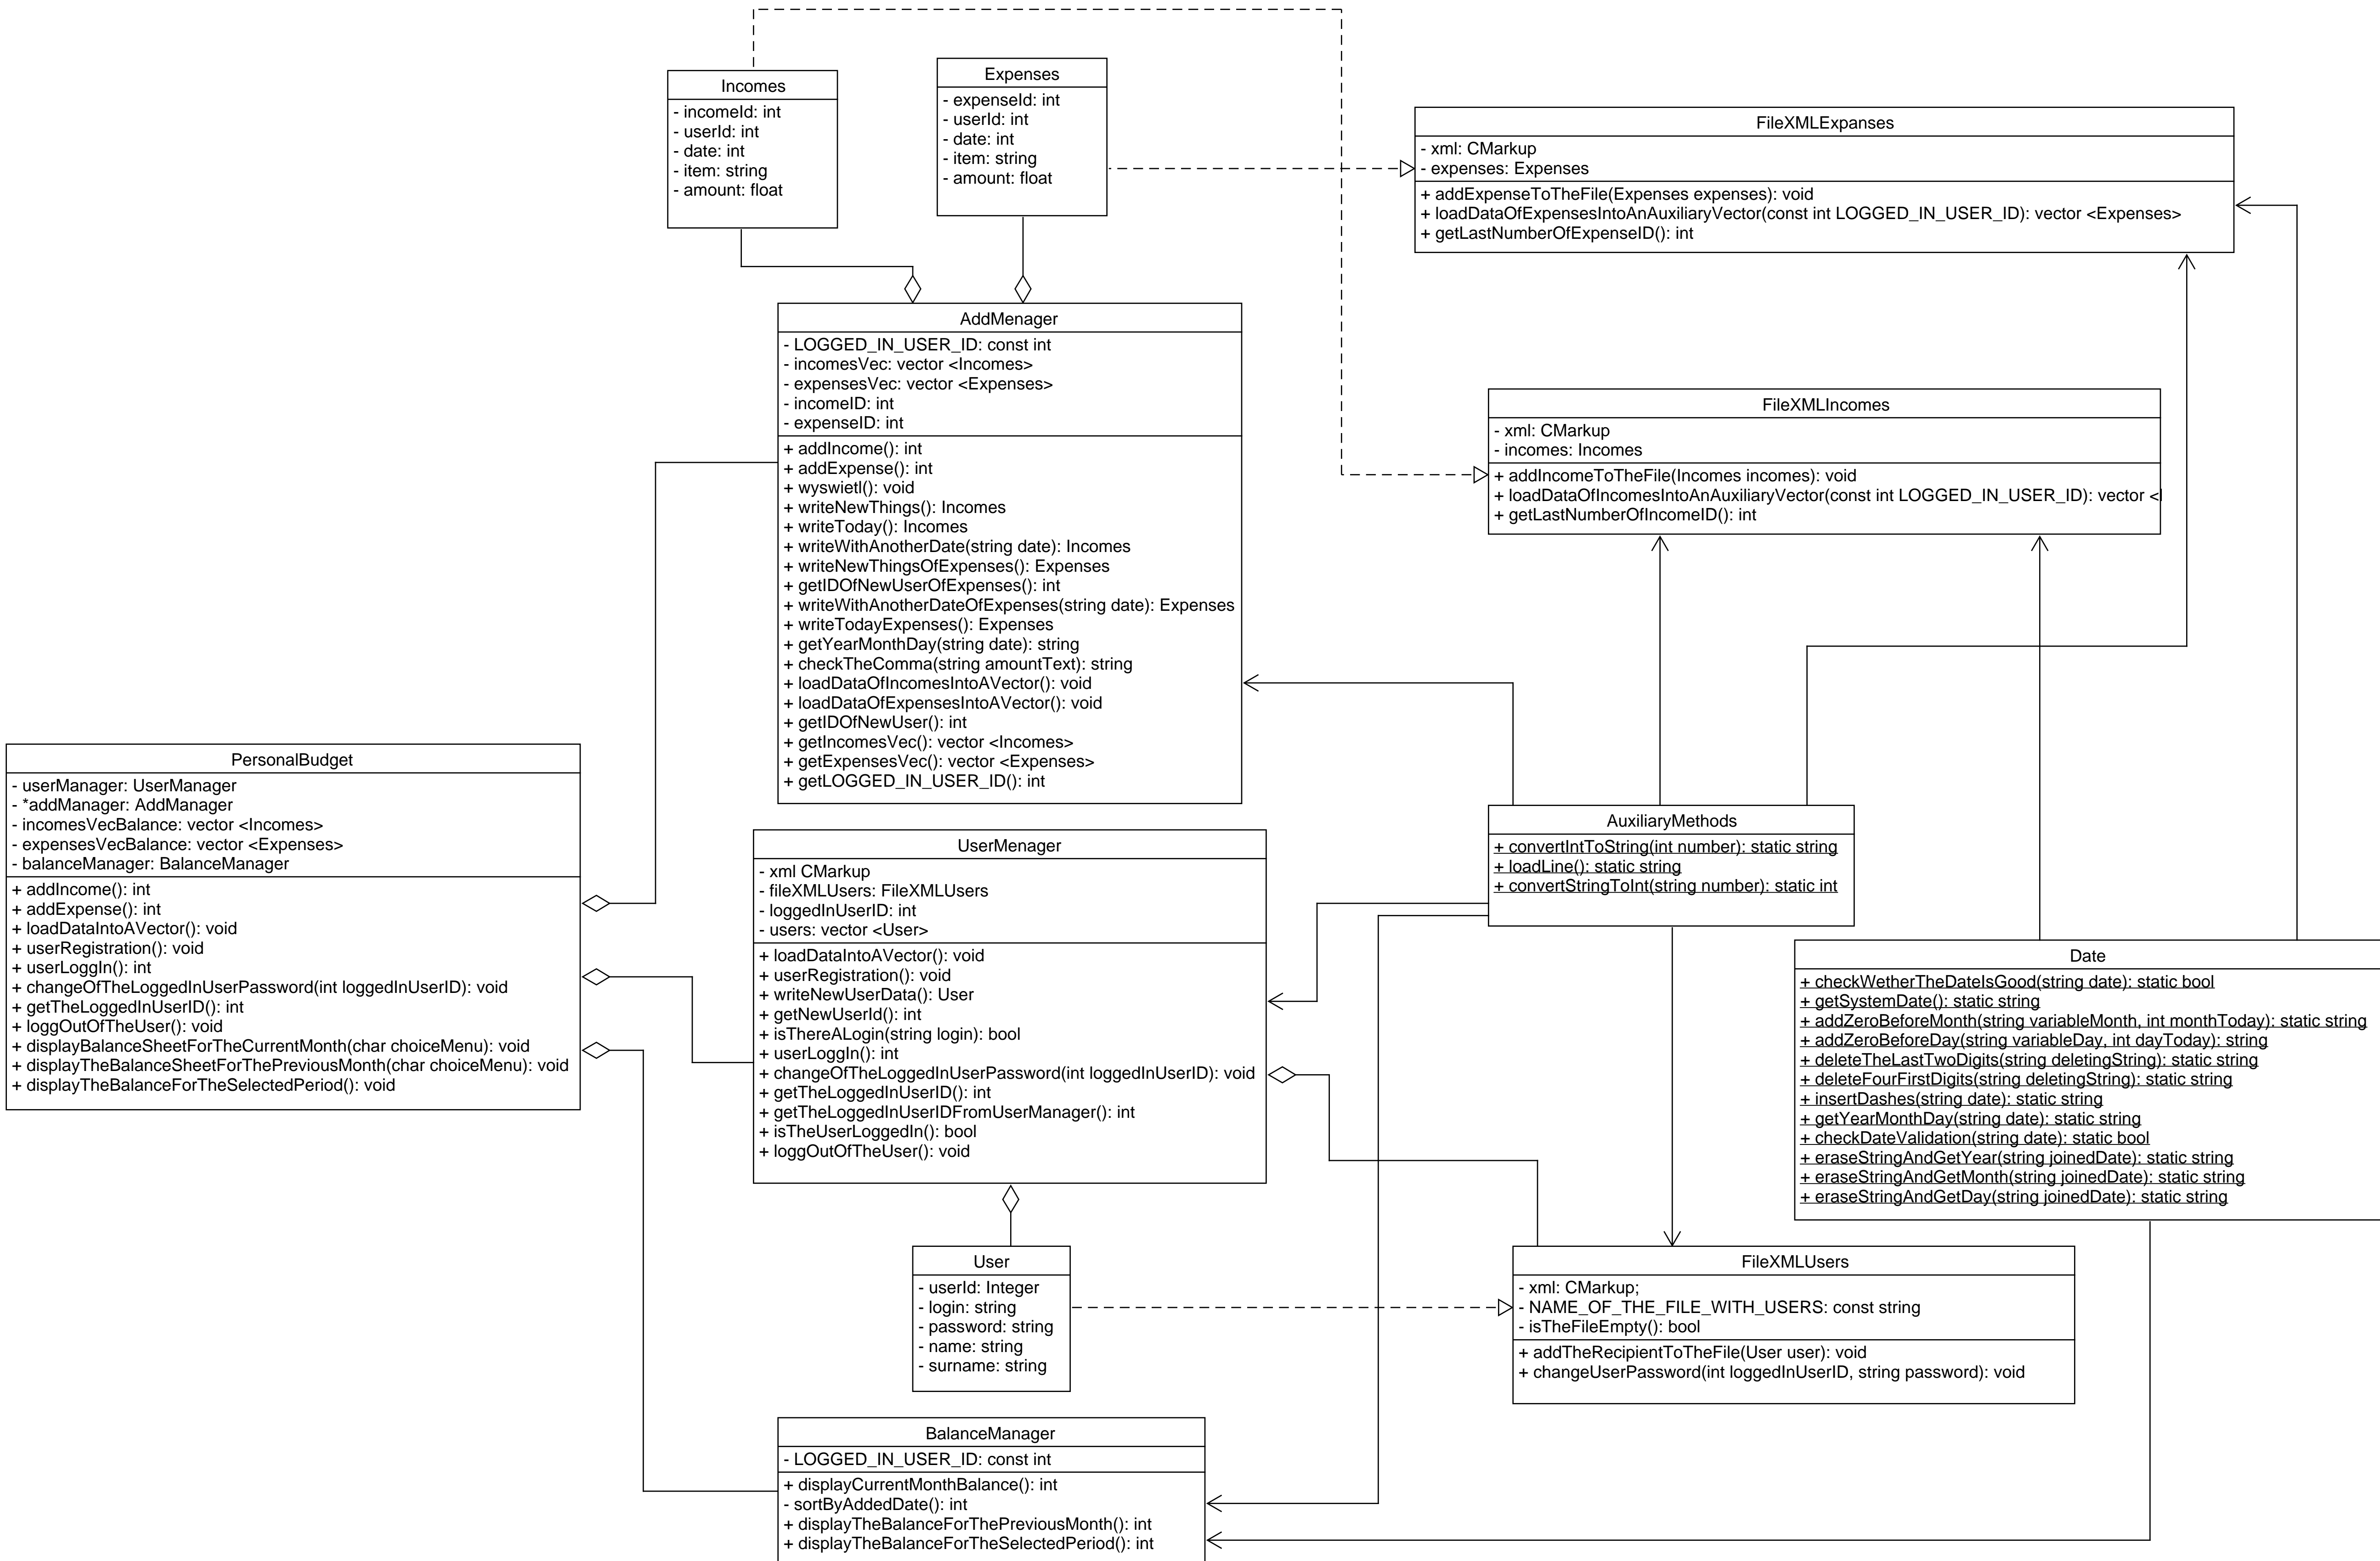 Incomes
- incomeId: int
- userId: int
- date: int
- item: string
- amount: float
Expenses
- expenseId: int
- userId: int
- date: int
- item: string
- amount: float
FileXMLExpanses
- xml: CMarkup
- expenses: Expenses
+ addExpenseToTheFile(Expenses expenses): void
+ loadDataOfExpensesIntoAnAuxiliaryVector(const int LOGGED_IN_USER_ID): vector <Expenses>
+ getLastNumberOfExpenseID(): int
AddMenager
- LOGGED_IN_USER_ID: const int
- incomesVec: vector <Incomes>
- expensesVec: vector <Expenses>
- incomeID: int
- expenseID: int
+ addIncome(): int
+ addExpense(): int
+ wyswietl(): void
+ writeNewThings(): Incomes
+ writeToday(): Incomes
+ writeWithAnotherDate(string date): Incomes
+ writeNewThingsOfExpenses(): Expenses
+ getIDOfNewUserOfExpenses(): int
+ writeWithAnotherDateOfExpenses(string date): Expenses
+ writeTodayExpenses(): Expenses
+ getYearMonthDay(string date): string
+ checkTheComma(string amountText): string
+ loadDataOfIncomesIntoAVector(): void
+ loadDataOfExpensesIntoAVector(): void
+ getIDOfNewUser(): int
+ getIncomesVec(): vector <Incomes>
+ getExpensesVec(): vector <Expenses>
+ getLOGGED_IN_USER_ID(): int
FileXMLIncomes
- xml: CMarkup
- incomes: Incomes
+ addIncomeToTheFile(Incomes incomes): void
+ loadDataOfIncomesIntoAnAuxiliaryVector(const int LOGGED_IN_USER_ID): vector <
+ getLastNumberOfIncomeID(): int
PersonalBudget
- userManager: UserManager
- *addManager: AddManager
- incomesVecBalance: vector <Incomes>
- expensesVecBalance: vector <Expenses>
- balanceManager: BalanceManager
+ addIncome(): int
+ addExpense(): int
+ loadDataIntoAVector(): void
+ userRegistration(): void
+ userLoggIn(): int
+ changeOfTheLoggedInUserPassword(int loggedInUserID): void
+ getTheLoggedInUserID(): int
+ loggOutOfTheUser(): void
+ displayBalanceSheetForTheCurrentMonth(char choiceMenu): void
+ displayTheBalanceSheetForThePreviousMonth(char choiceMenu): void
+ displayTheBalanceForTheSelectedPeriod(): void
UserMenager
- xml CMarkup
- fileXMLUsers: FileXMLUsers
- loggedInUserID: int
- users: vector <User>
+ loadDataIntoAVector(): void
+ userRegistration(): void
+ writeNewUserData(): User
+ getNewUserId(): int
+ isThereALogin(string login): bool
+ userLoggIn(): int
+ changeOfTheLoggedInUserPassword(int loggedInUserID): void
+ getTheLoggedInUserID(): int
+ getTheLoggedInUserIDFromUserManager(): int
+ isTheUserLoggedIn(): bool
+ loggOutOfTheUser(): void
AuxiliaryMethods
+ convertIntToString(int number): static string
+ loadLine(): static string
+ convertStringToInt(string number): static int
Date
+ checkWetherTheDateIsGood(string date): static bool
+ getSystemDate(): static string
+ addZeroBeforeMonth(string variableMonth, int monthToday): static string
+ addZeroBeforeDay(string variableDay, int dayToday): string
+ deleteTheLastTwoDigits(string deletingString): static string
+ deleteFourFirstDigits(string deletingString): static string
+ insertDashes(string date): static string
+ getYearMonthDay(string date): static string
+ checkDateValidation(string date): static bool
+ eraseStringAndGetYear(string joinedDate): static string
+ eraseStringAndGetMonth(string joinedDate): static string
+ eraseStringAndGetDay(string joinedDate): static string
User
- userId: Integer
- login: string
- password: string
- name: string
- surname: string
FileXMLUsers
- xml: CMarkup;
- NAME_OF_THE_FILE_WITH_USERS: const string
- isTheFileEmpty(): bool
+ addTheRecipientToTheFile(User user): void
+ changeUserPassword(int loggedInUserID, string password): void
BalanceManager
- LOGGED_IN_USER_ID: const int
+ displayCurrentMonthBalance(): int
- sortByAddedDate(): int
+ displayTheBalanceForThePreviousMonth(): int
+ displayTheBalanceForTheSelectedPeriod(): int